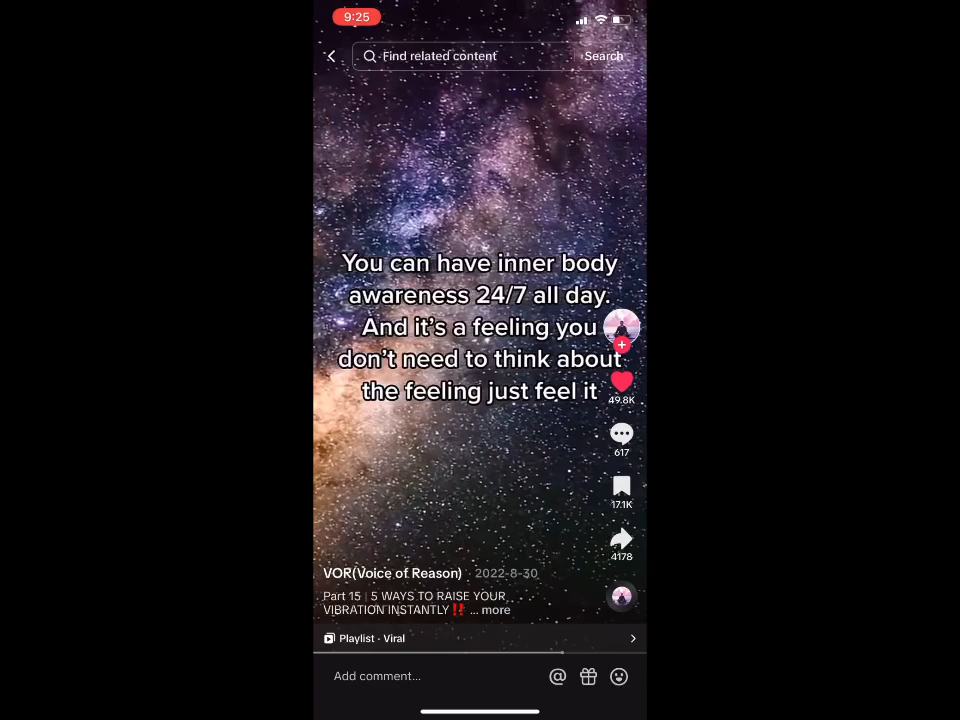 9:25
Find related content
Search
You can have inner body
awareness 24/7 all day.
And it's a feeling you
don't need to think about
the feeling just feel it
49.8K
617
17.1K
4178
VOR(Voice of Reason) · 2022-8-30
Part 15 | 5 WAYS TO RAISE YOUR
VIBRATION INSTANTLY‼️ ... more
Playlist · Viral
Add comment...